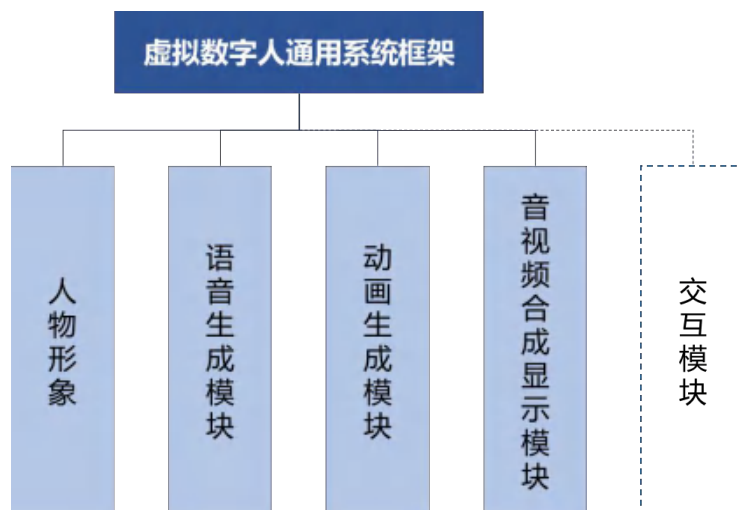 虚拟数字人通用系统框架
人物形象
语音生成模块
动画生成模块
音视频合成显示模块
交互模块